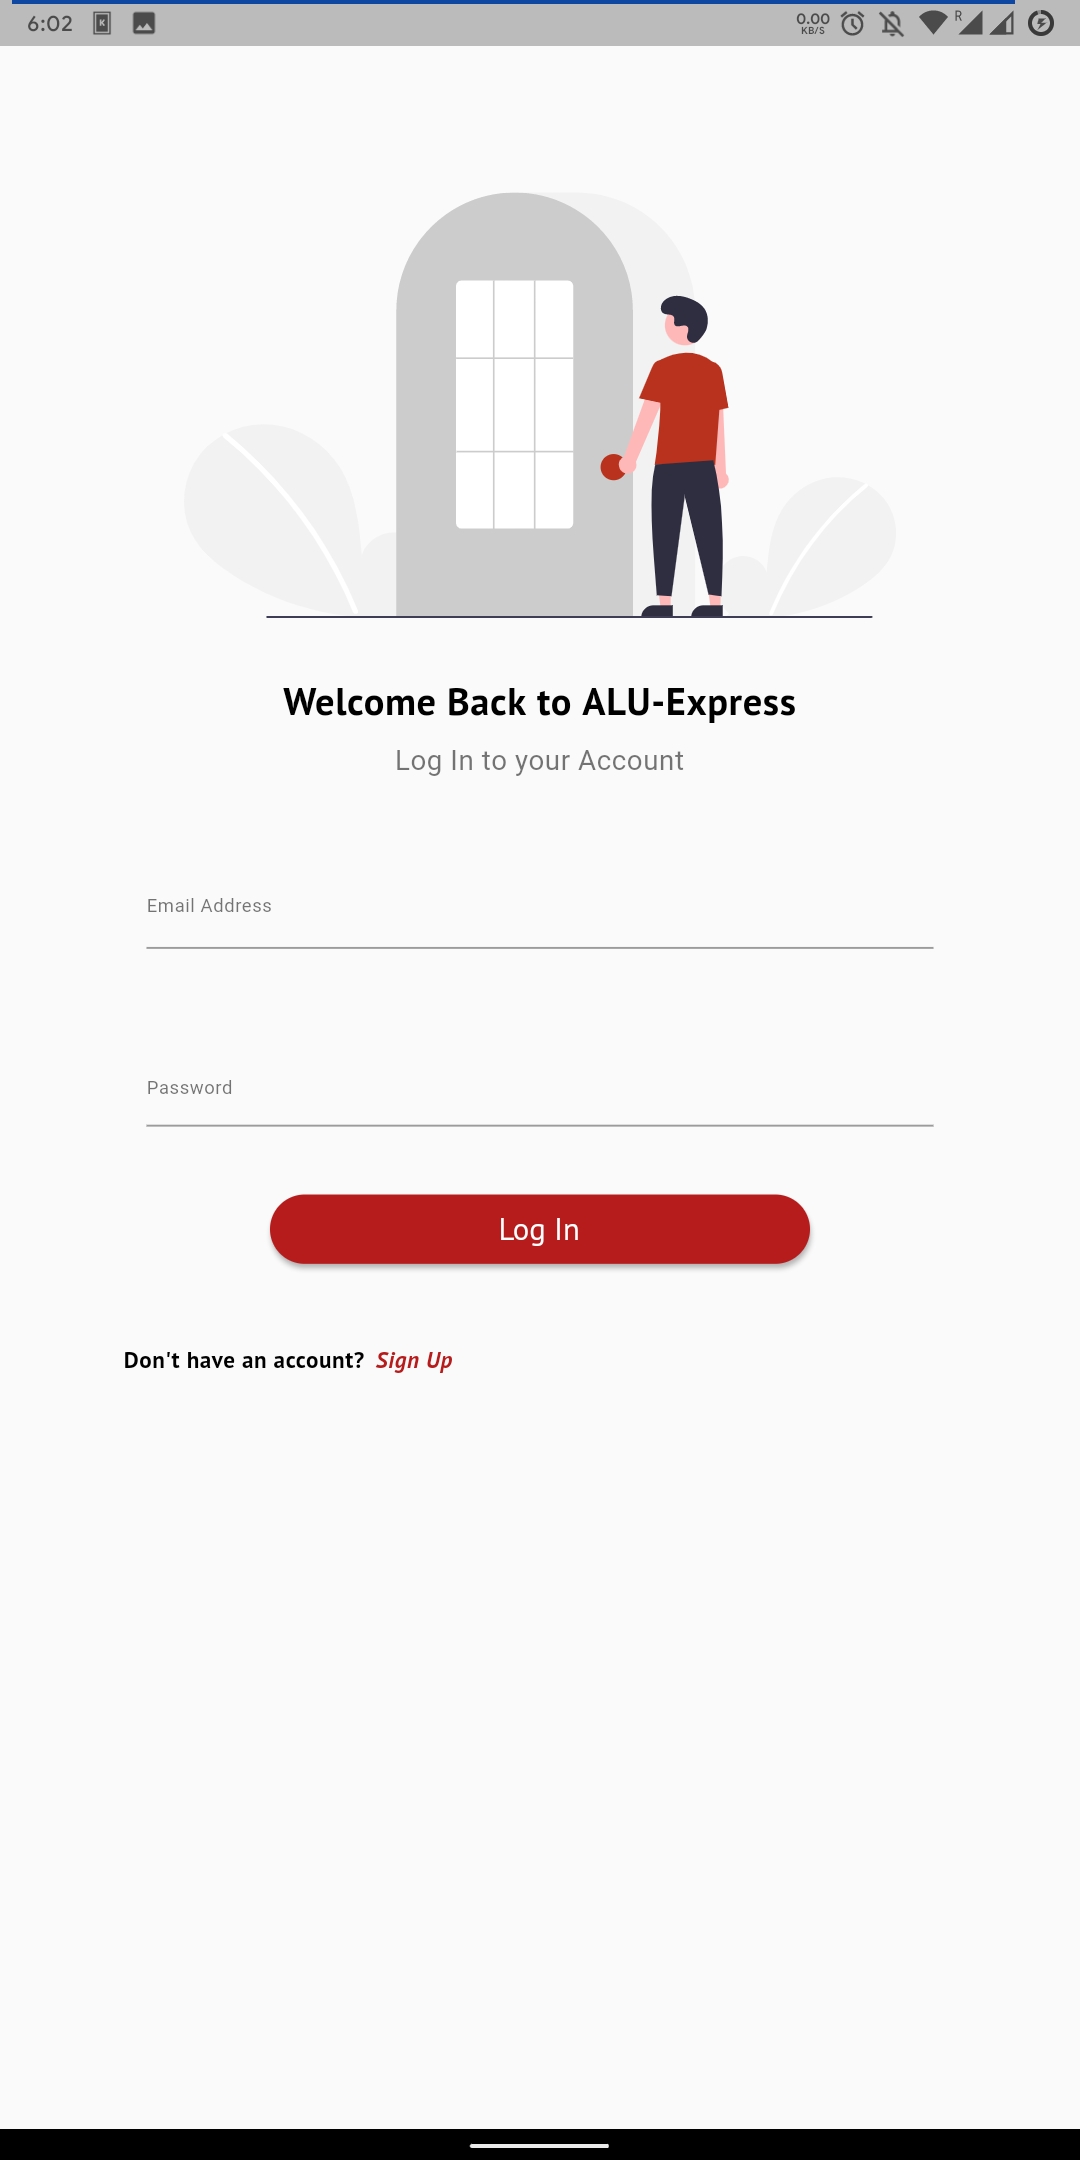 6:02
K
0.00
KB/S
R
Welcome Back to ALU-Express
Log In to your Account
Email Address
Password
Log In
Don't have an account? Sign Up